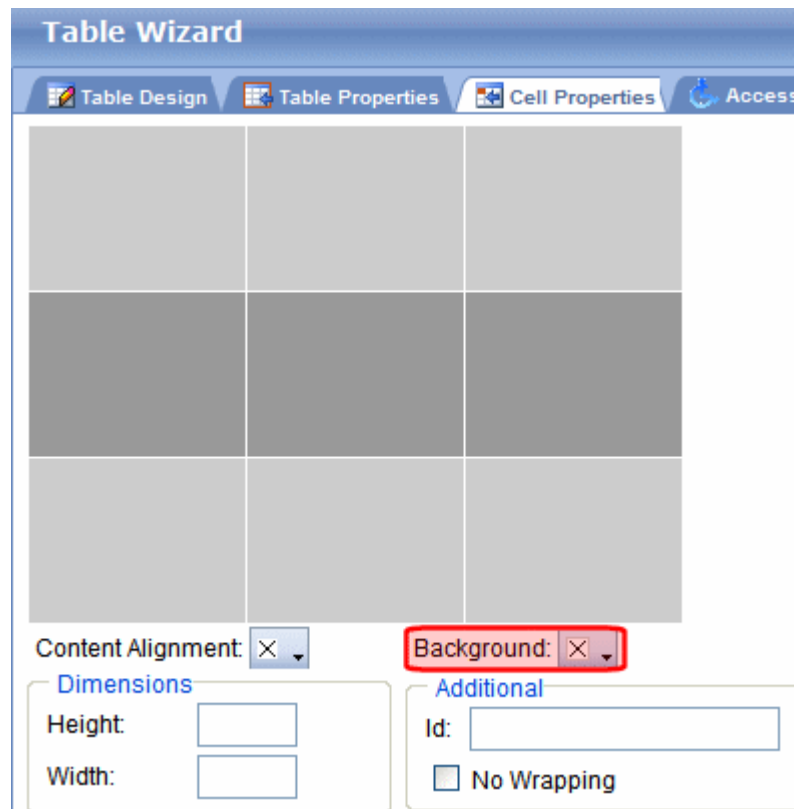 Table Wizard
Table Design Table Properties Cell Properties Access
Content Alignment: Background:
Dimensions Additional
Height: Id:
Width: No Wrapping